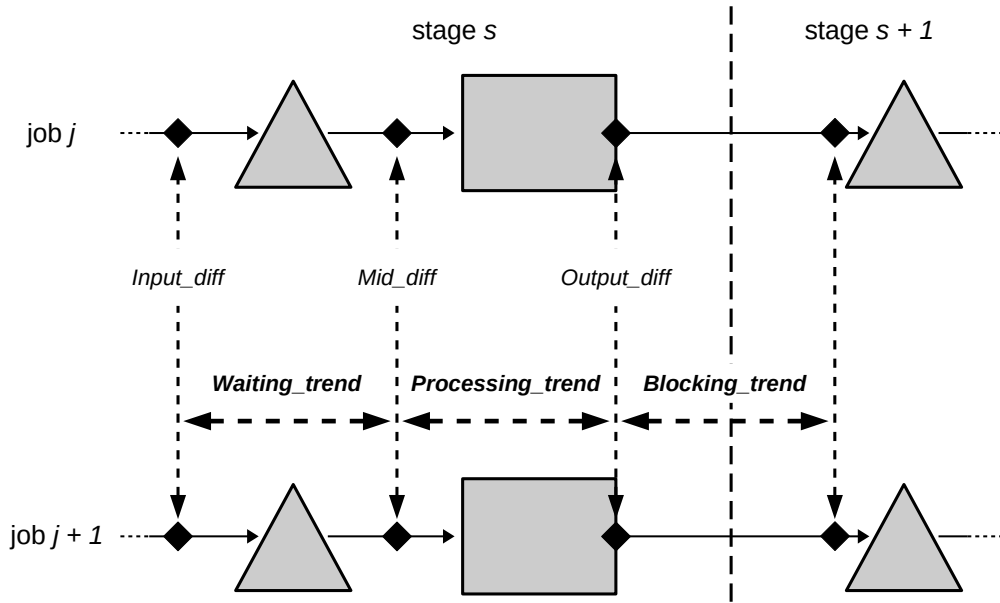 stage s
stage s + 1
job j
Input_diff
Mid_diff
Output_diff
Waiting_trend
Processing_trend
Blocking_trend
job j + 1